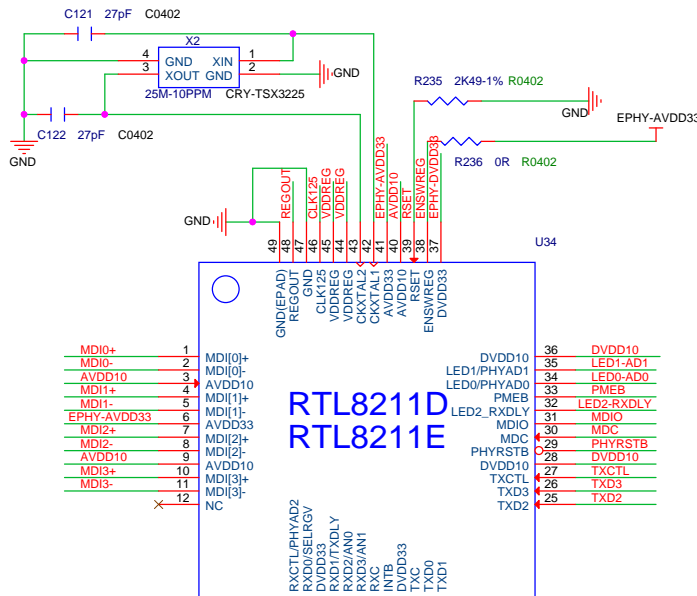 C121 27pF C0402
X2
4 GND XIN 1
3 XOUT GND 2
GND
25M-10PPM CRY-TSX3225
C122 27pF C0402
GND
R235 2K49-1% R0402
GND
EPHY-AVDD33
R236 0R R0402
GND
REGOUT
CLK125
VDDREG
VDDREG
EPHY-AVDD33
AVDD10
RSET
ENSWREG
EPHY-DVDD33
U34
49 48 47 46 45 44 43 42 41 40 39 38 37
GND(EPAD)
REGOUT
GND
CLK125
VDDREG
VDDREG
CKXTAL2
CKXTAL1
AVDD33
AVDD10
RSET
ENSWREG
DVDD33
MDI0+ 1 MDI[0]+
MDI0- 2 MDI[0]-
AVDD10 3 AVDD10
MDI1+ 4 MDI[1]+
MDI1- 5 MDI[1]-
EPHY-AVDD33 6 AVDD33
MDI2+ 7 MDI[2]+
MDI2- 8 MDI[2]-
AVDD10 9 AVDD10
MDI3+ 10 MDI[3]+
MDI3- 11 MDI[3]-
12 NC
RTL8211D
RTL8211E
DVDD10 36 DVDD10
LED1/PHYAD1 35 LED1-AD1
LED0/PHYAD0 34 LED0-AD0
PMEB 33 PMEB
LED2_RXDLY 32 LED2-RXDLY
MDIO 31 MDIO
MDC 30 MDC
PHYRSTB 29 PHYRSTB
DVDD10 28 DVDD10
TXCTL 27 TXCTL
TXD3 26 TXD3
TXD2 25 TXD2
RXCTL/PHYAD2
RXD0/SELRGV
DVDD33
RXD1/TXDLY
RXD2/AN0
RXD3/AN1
RXC
INTB
DVDD33
TXC
TXD0
TXD1